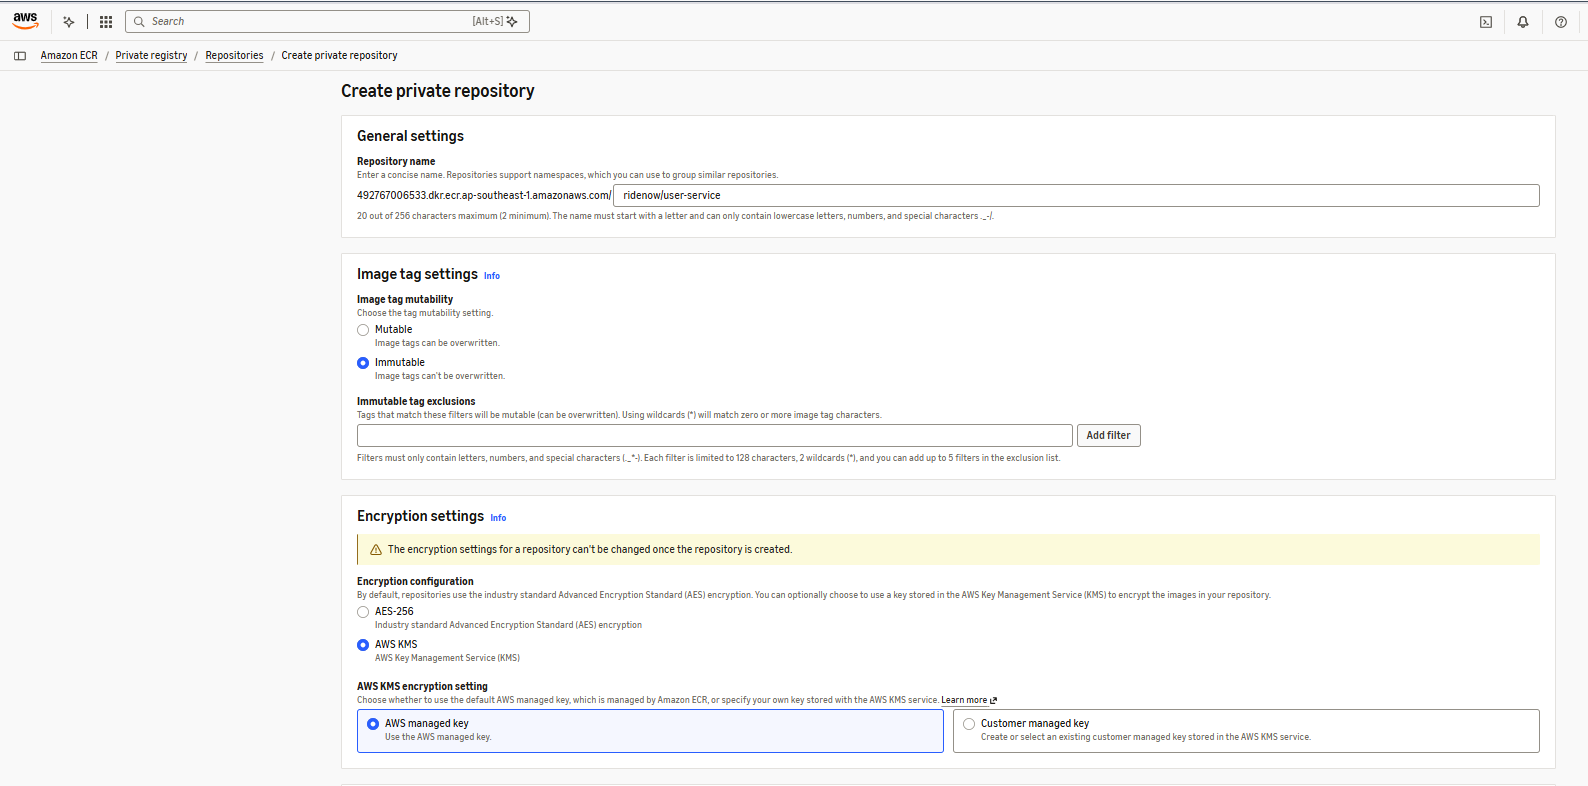 aws
Search [Alt+S]
Amazon ECR / Private registry / Repositories / Create private repository
Create private repository
General settings
Repository name
Enter a concise name. Repositories support namespaces, which you can use to group similar repositories.
492767006533.dkr.ecr.ap-southeast-1.amazonaws.com/ ridenow/user-service
20 out of 256 characters maximum (2 minimum). The name must start with a letter and can only contain lowercase letters, numbers, and special characters ._-/.
Image tag settings Info
Image tag mutability
Choose the tag mutability setting.
Mutable
Image tags can be overwritten.
Immutable
Image tags can't be overwritten.
Immutable tag exclusions
Tags that match these filters will be mutable (can be overwritten). Using wildcards (*) will match zero or more image tag characters.
Add filter
Filters must only contain letters, numbers, and special characters (._*-). Each filter is limited to 128 characters, 2 wildcards (*), and you can add up to 5 filters in the exclusion list.
Encryption settings Info
The encryption settings for a repository can't be changed once the repository is created.
Encryption configuration
By default, repositories use the industry standard Advanced Encryption Standard (AES) encryption. You can optionally choose to use a key stored in the AWS Key Management Service (KMS) to encrypt the images in your repository.
AES-256
Industry standard Advanced Encryption Standard (AES) encryption
AWS KMS
AWS Key Management Service (KMS)
AWS KMS encryption setting
Choose whether to use the default AWS managed key, which is managed by Amazon ECR, or specify your own key stored with the AWS KMS service. Learn more
AWS managed key
Use the AWS managed key.
Customer managed key
Create or select an existing customer managed key stored in the AWS KMS service.